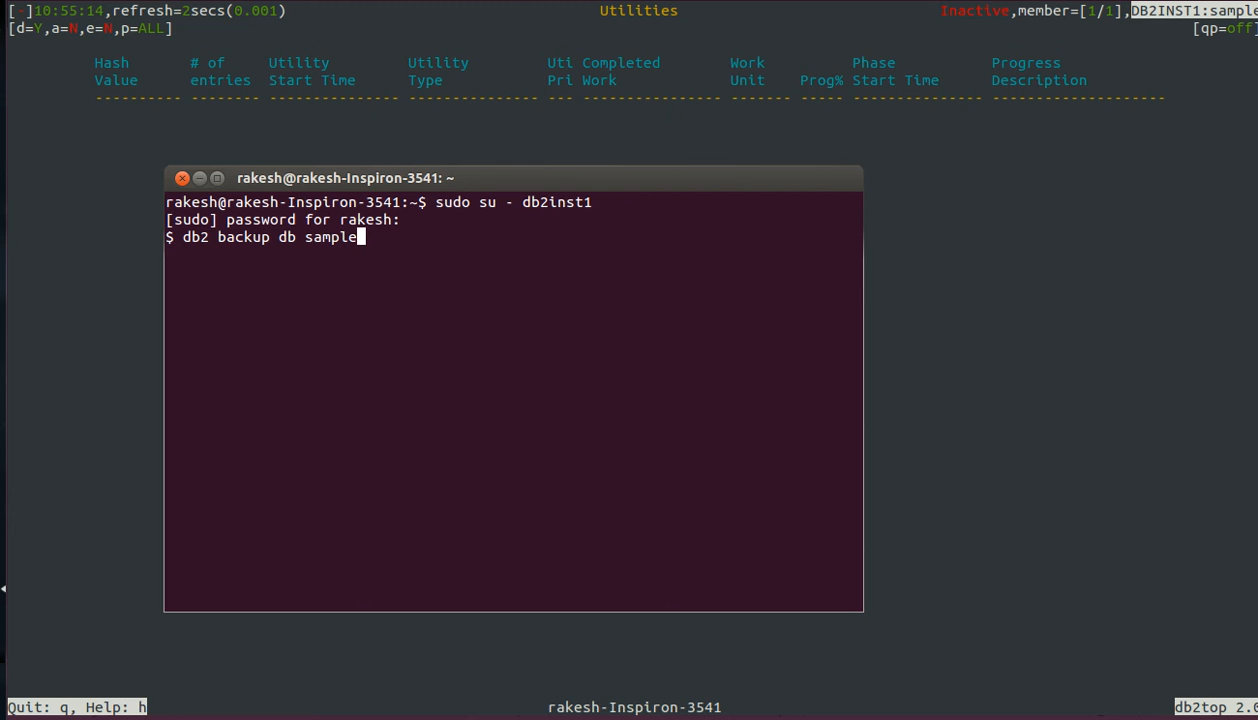 [-]10:55:14,refresh=2secs(0.001) Utilities Inactive,member=[1/1],DB2INST1:sample
[d=Y,a=N,e=N,p=ALL] [qp=off]
Hash # of Utility Utility Uti Completed Work Phase Progress
Value entries Start Time Type Pri Work Unit Prog% Start Time Description
---------- -------- --------------- --------------- --- ---------------- ------- ----- --------------- --------------------
rakesh@rakesh-Inspiron-3541: ~
rakesh@rakesh-Inspiron-3541:~$ sudo su - db2inst1
[sudo] password for rakesh:
$ db2 backup db sample
Quit: q, Help: h rakesh-Inspiron-3541 db2top 2.